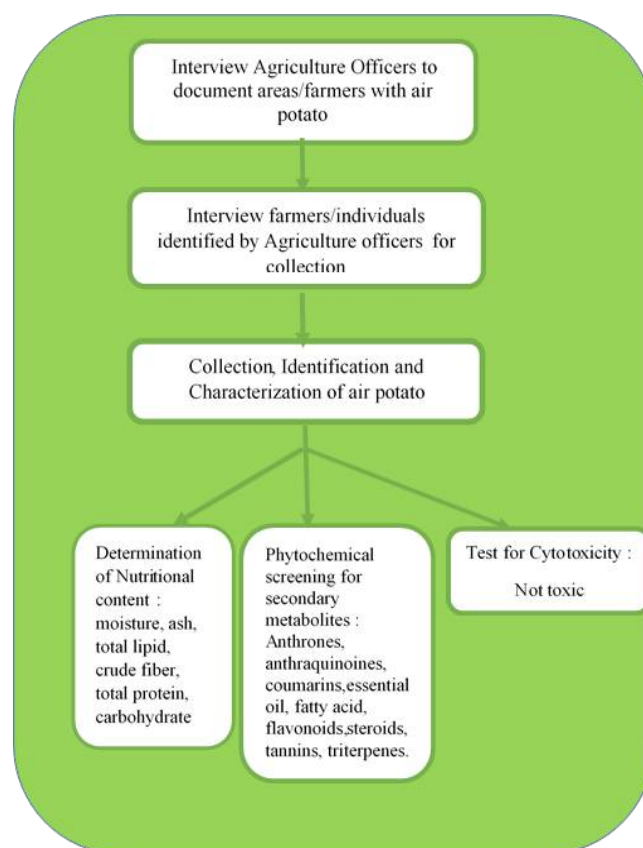 Interview Agriculture Officers to
document areas/farmers with air
potato
Interview farmers/individuals
identified by Agriculture officers for
collection
Collection, Identification and
Characterization of air potato
Determination
of Nutritional
content :
moisture, ash,
total lipid,
crude fiber,
total protein,
carbohydrate
Phytochemical
screening for
secondary
metabolites :
Anthrones,
anthraquinoines,
coumarins,essential
oil, fatty acid,
flavonoids,steroids,
tannins, triterpenes.
Test for Cytotoxicity :
Not toxic